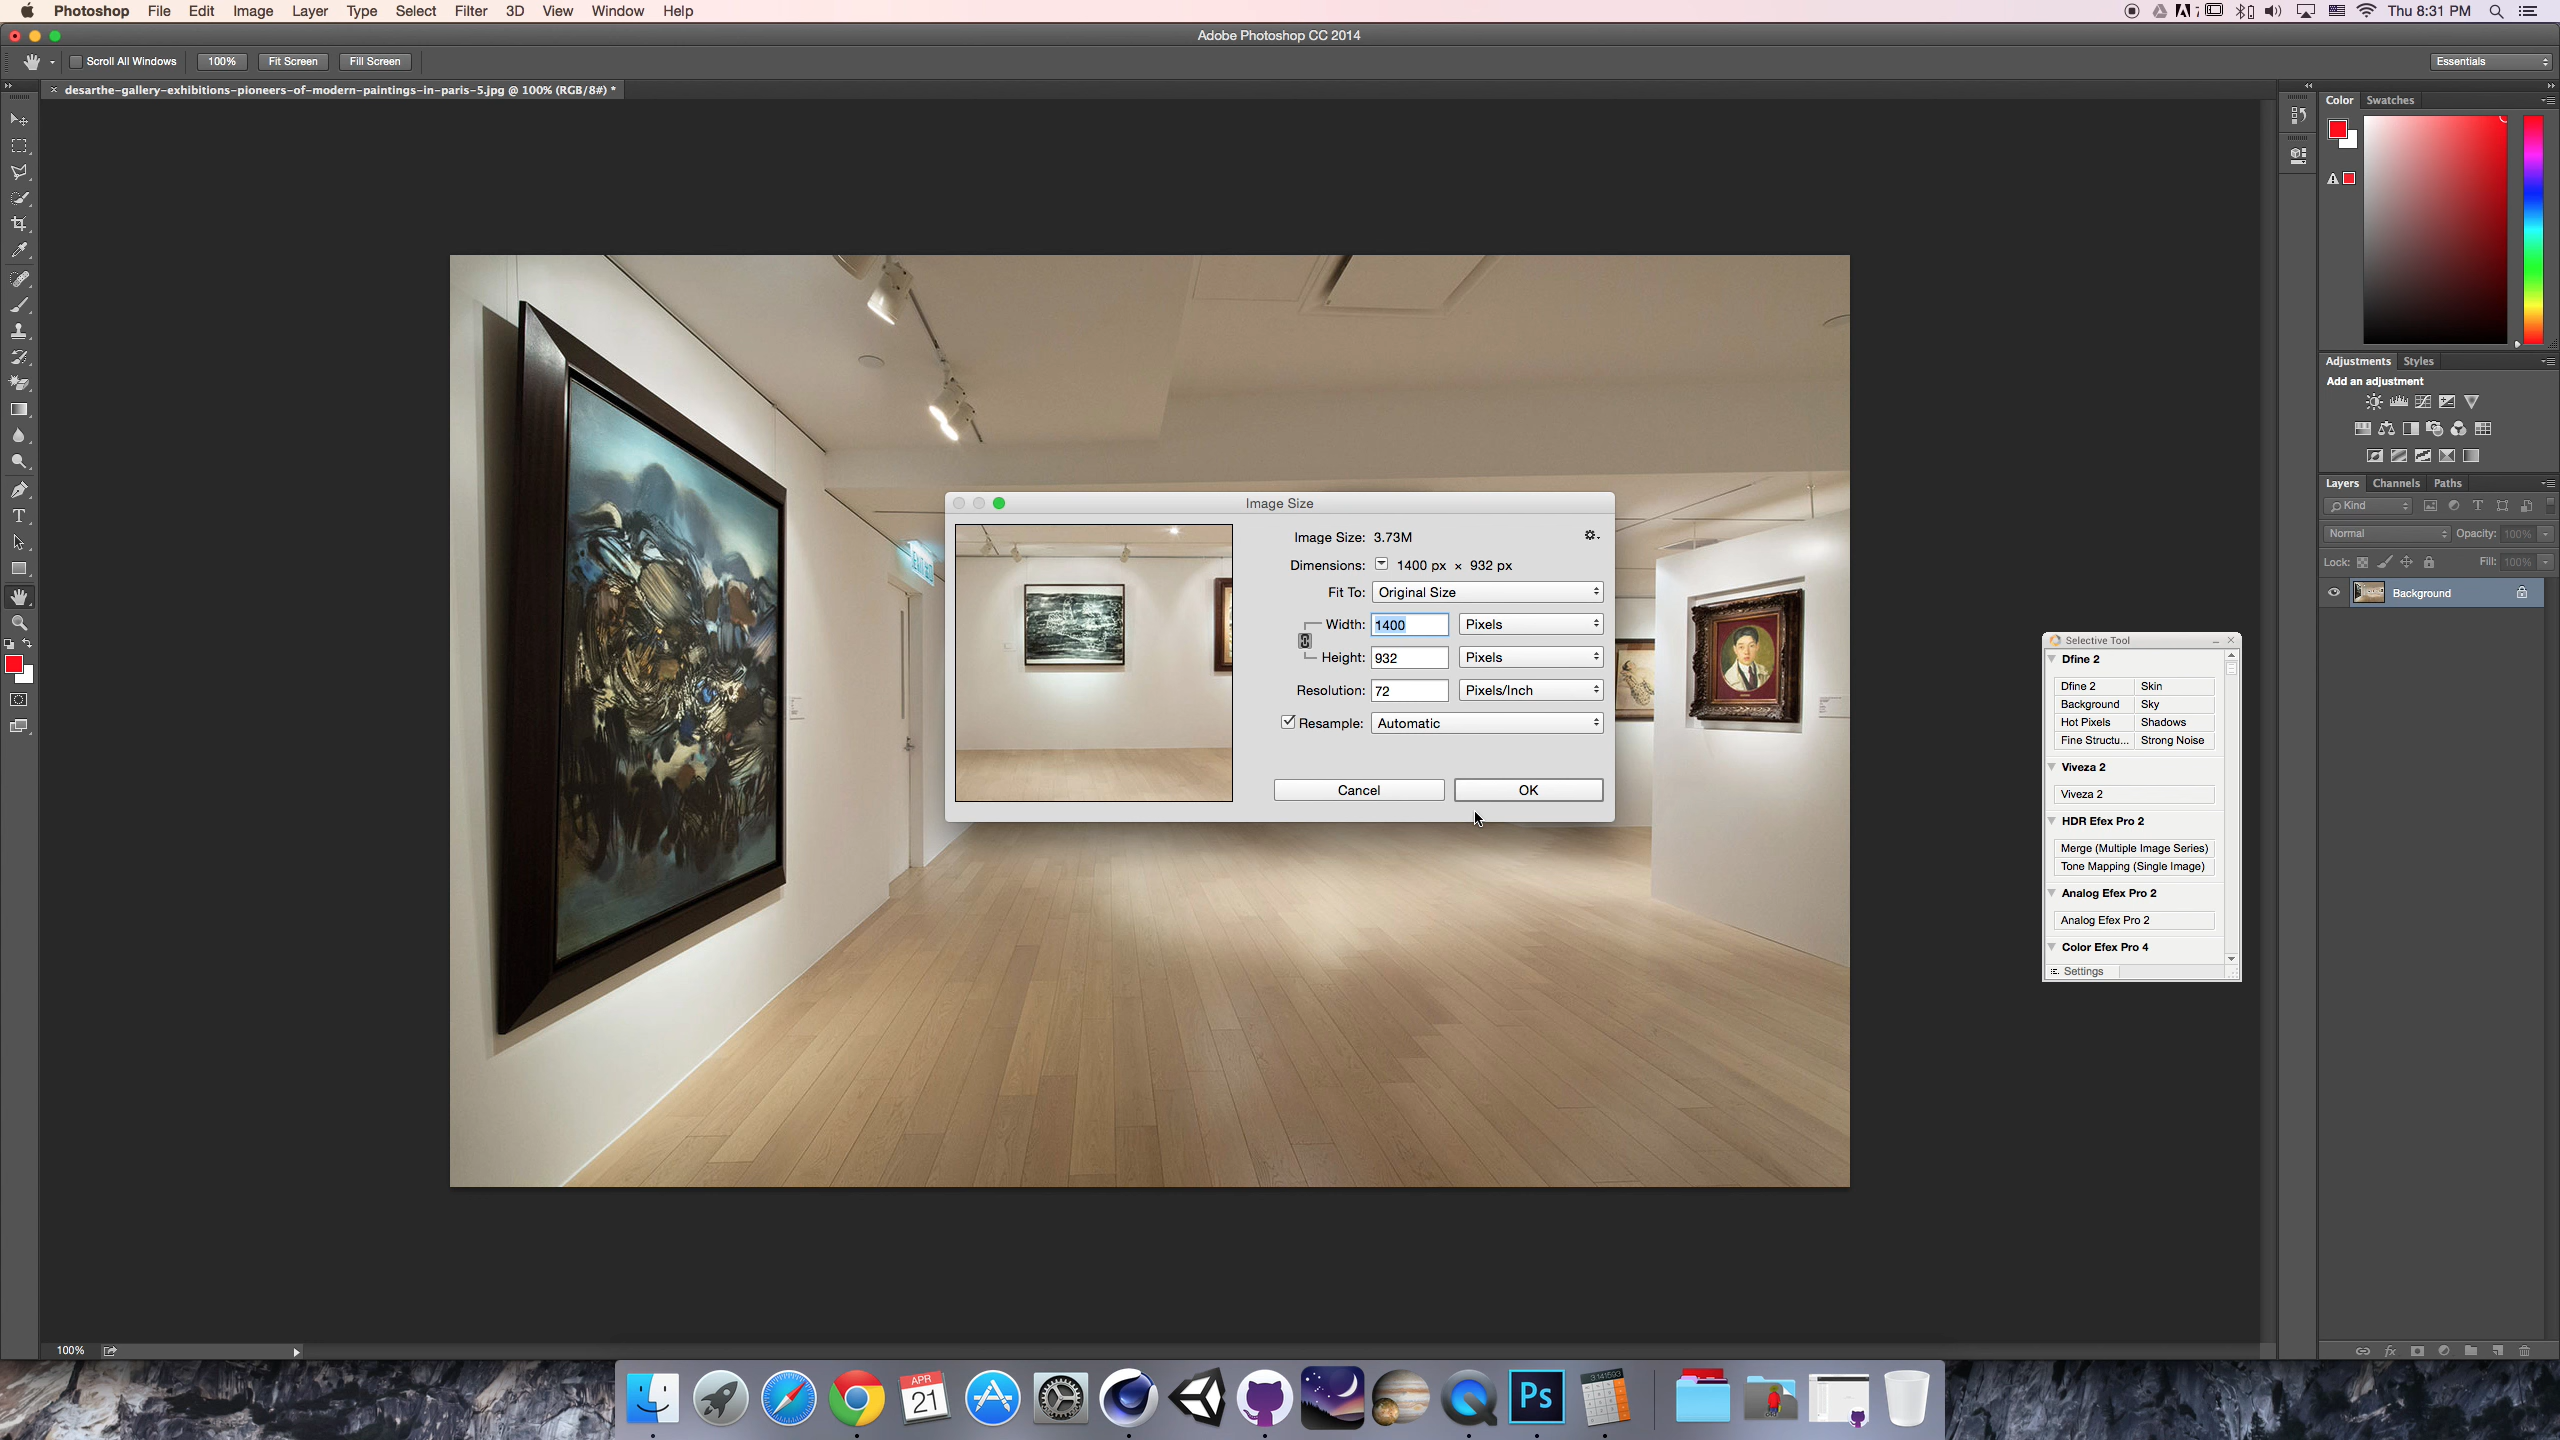 Photoshop File Edit Image Layer Type Select Filter 3D View Window Help Thu 8:31 PM
Adobe Photoshop CC 2014
Scroll All Windows 100% Fit Screen Fill Screen Essentials
desarthe-gallery-exhibitions-pioneers-of-modern-paintings-in-paris-5.jpg @ 100% (RGB/8#) *
Color Swatches
Adjustments Styles
Add an adjustment
Layers Channels Paths
Kind
Normal Opacity: 100%
Lock: Fill: 100%
Background
Image Size
Image Size: 3.73M
Dimensions: 1400 px × 932 px
Fit To: Original Size
Width: 1400 Pixels
Height: 932 Pixels
Resolution: 72 Pixels/Inch
Resample: Automatic
Cancel OK
Selective Tool
Dfine 2
Dfine 2 Skin
Background Sky
Hot Pixels Shadows
Fine Structu... Strong Noise
Viveza 2
Viveza 2
HDR Efex Pro 2
Merge (Multiple Image Series)
Tone Mapping (Single Image)
Analog Efex Pro 2
Analog Efex Pro 2
Color Efex Pro 4
Settings
100%
APR
21
Ps